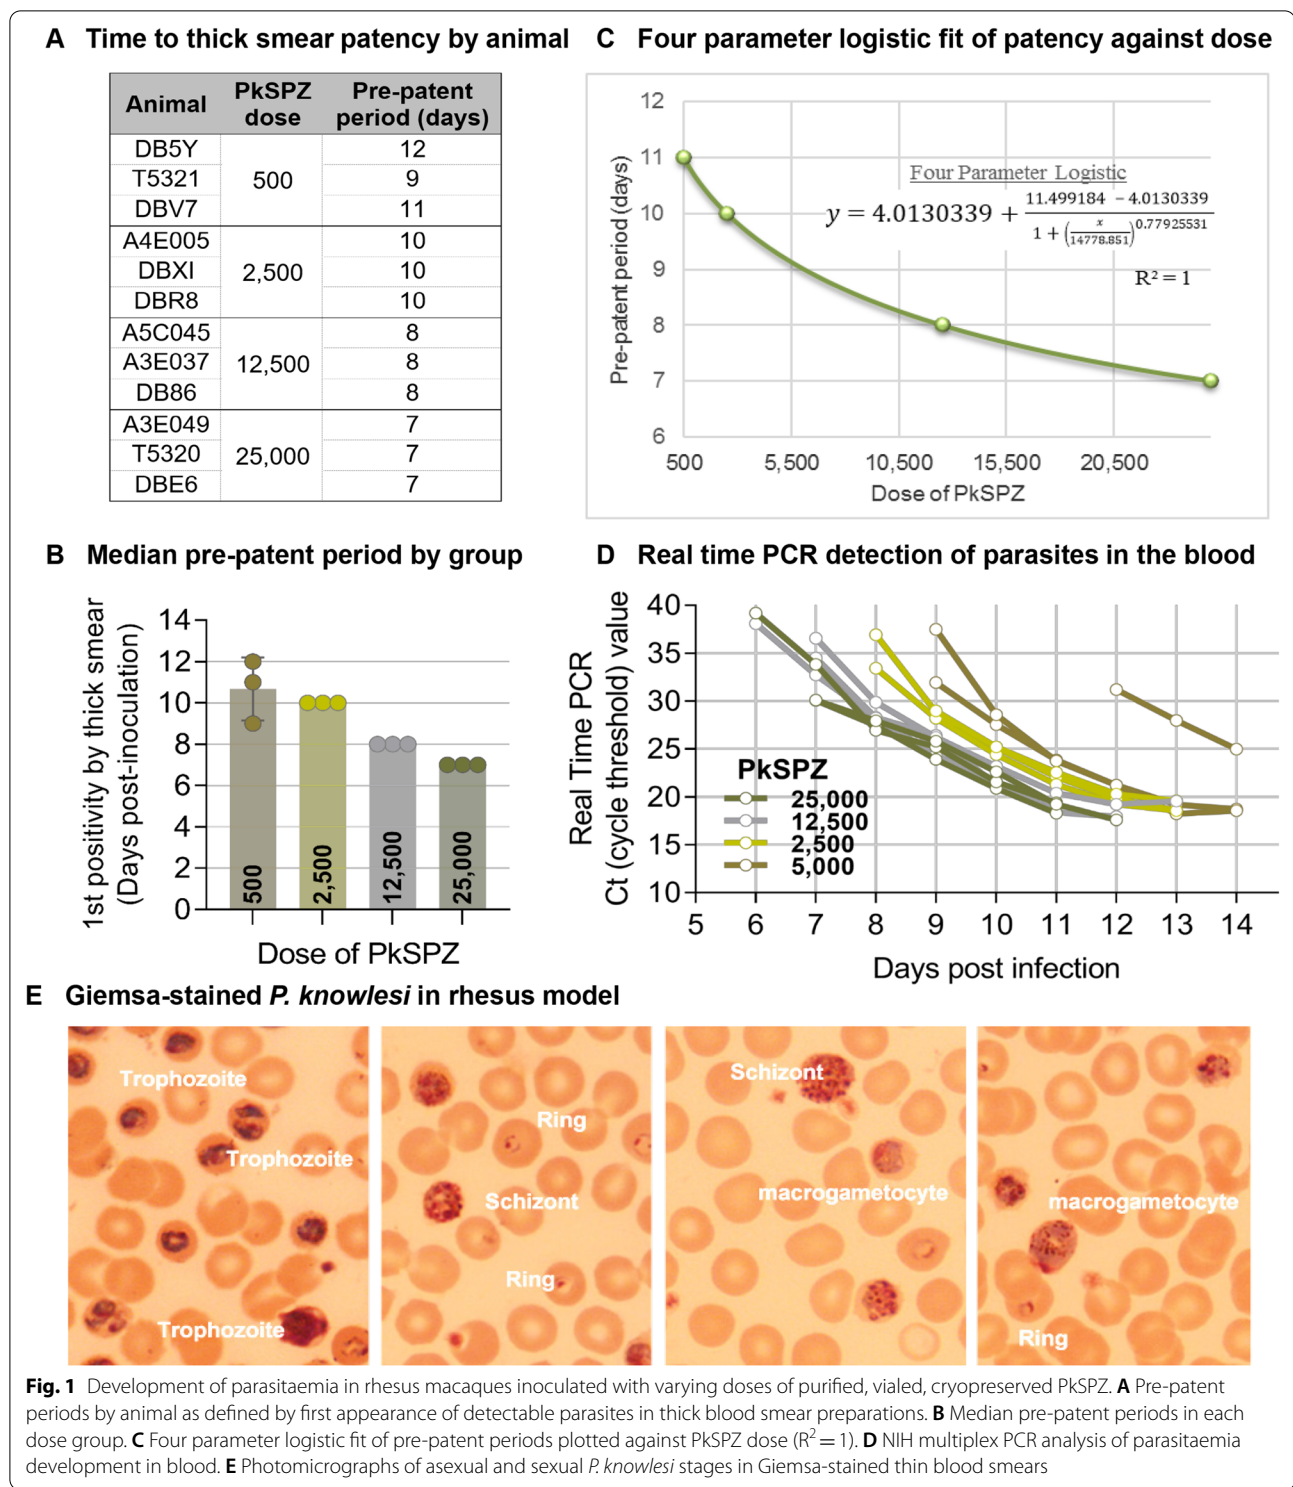 A Time to thick smear patency by animal
Animal PkSPZ dose Pre-patent period (days)
DB5Y 500 12
T5321 9
DBV7 11
A4E005 2,500 10
DBXI 10
DBR8 10
A5C045 12,500 8
A3E037 8
DB86 8
A3E049 25,000 7
T5320 7
DBE6 7
C Four parameter logistic fit of patency against dose
Pre-patent period (days)
12
11
10
9
8
7
6
500 5,500 10,500 15,500 20,500
Dose of PkSPZ
Four Parameter Logistic
y = 4.0130339 + (11.499184 − 4.0130339) / (1 + (x/14778.851)^0.77925531)
R² = 1
B Median pre-patent period by group
1st positivity by thick smear
(Days post-inoculation)
14
12
10
8
6
4
2
0
500 2,500 12,500 25,000
Dose of PkSPZ
D Real time PCR detection of parasites in the blood
Real Time PCR
Ct (cycle threshold) value
40
35
30
25
20
15
10
PkSPZ
25,000
12,500
2,500
5,000
5 6 7 8 9 10 11 12 13 14
Days post infection
E Giemsa-stained P. knowlesi in rhesus model
Trophozoite
Trophozoite
Trophozoite
Ring
Schizont
Ring
Schizont
macrogametocyte
macrogametocyte
Ring
Fig. 1 Development of parasitaemia in rhesus macaques inoculated with varying doses of purified, vialed, cryopreserved PkSPZ. A Pre-patent
periods by animal as defined by first appearance of detectable parasites in thick blood smear preparations. B Median pre-patent periods in each
dose group. C Four parameter logistic fit of pre-patent periods plotted against PkSPZ dose (R² = 1). D NIH multiplex PCR analysis of parasitaemia
development in blood. E Photomicrographs of asexual and sexual P. knowlesi stages in Giemsa-stained thin blood smears